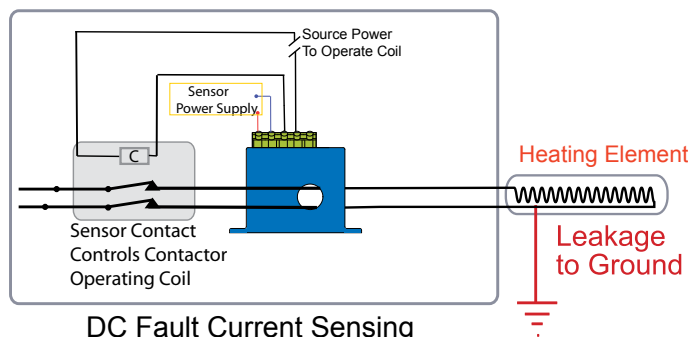 Source Power
To Operate Coil
Sensor
Power Supply
C
Heating Element
Sensor Contact
Controls Contactor
Operating Coil
Leakage
to Ground
DC Fault Current Sensing